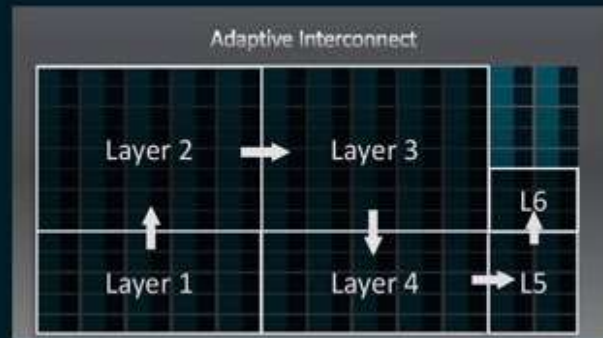 Adaptive Interconnect
Layer 2
Layer 3
L6
Layer 1
Layer 4
L5